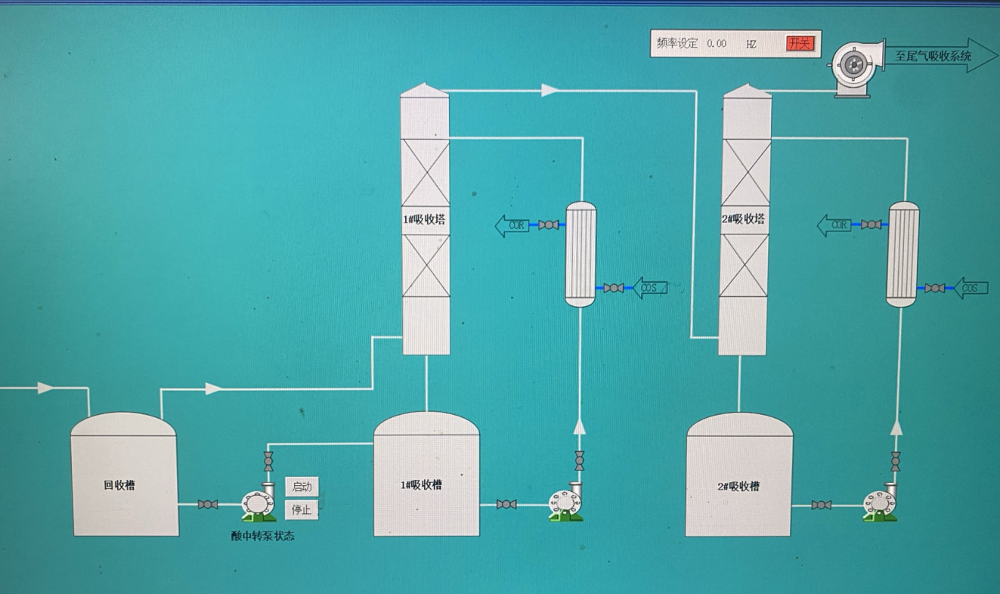 频率设定 0.00 HZ 开关
至尾气吸收系统
1#吸收塔
2#吸收塔
COR
COR
COS
COS
回收槽
启动
停止
酸中转泵状态
1#吸收槽
2#吸收槽